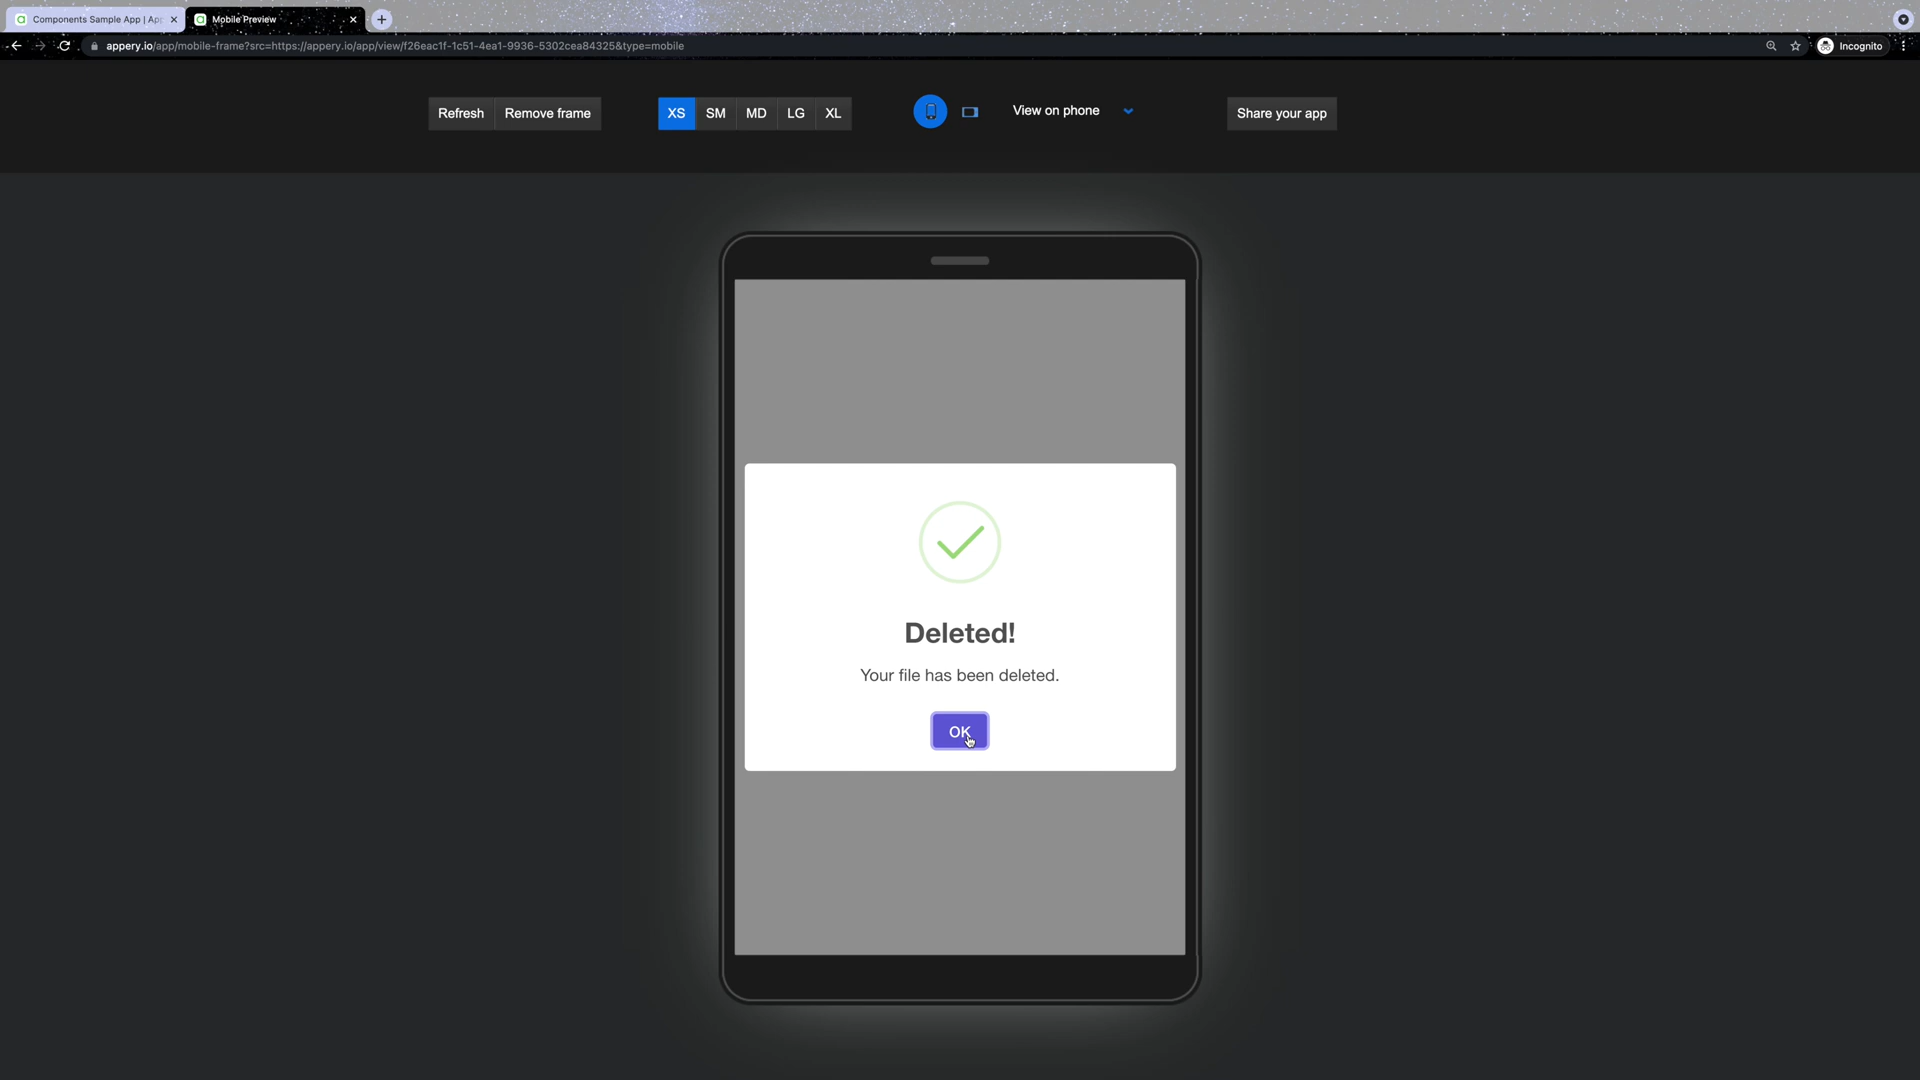 Components Sample App | App
Mobile Preview
appery.io/app/mobile-frame?src=https://appery.io/app/view/f26eac1f-1c51-4ea1-9936-5302cea84325&type=mobile
Incognito
Refresh
Remove frame
XS
SM
MD
LG
XL
View on phone
Share your app
Deleted!
Your file has been deleted.
OK